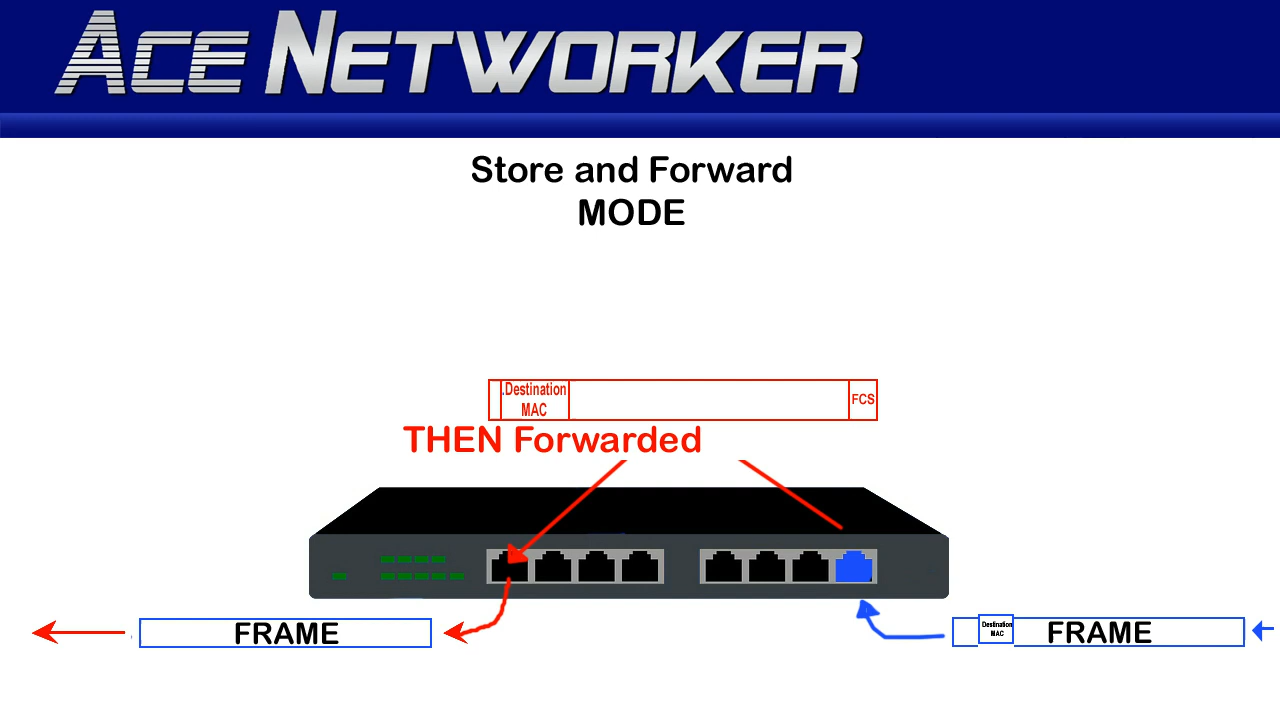 ACE NETWORKER
Store and Forward
MODE
.Destination
MAC
FCS
THEN Forwarded
FRAME
Destination
MAC
FRAME